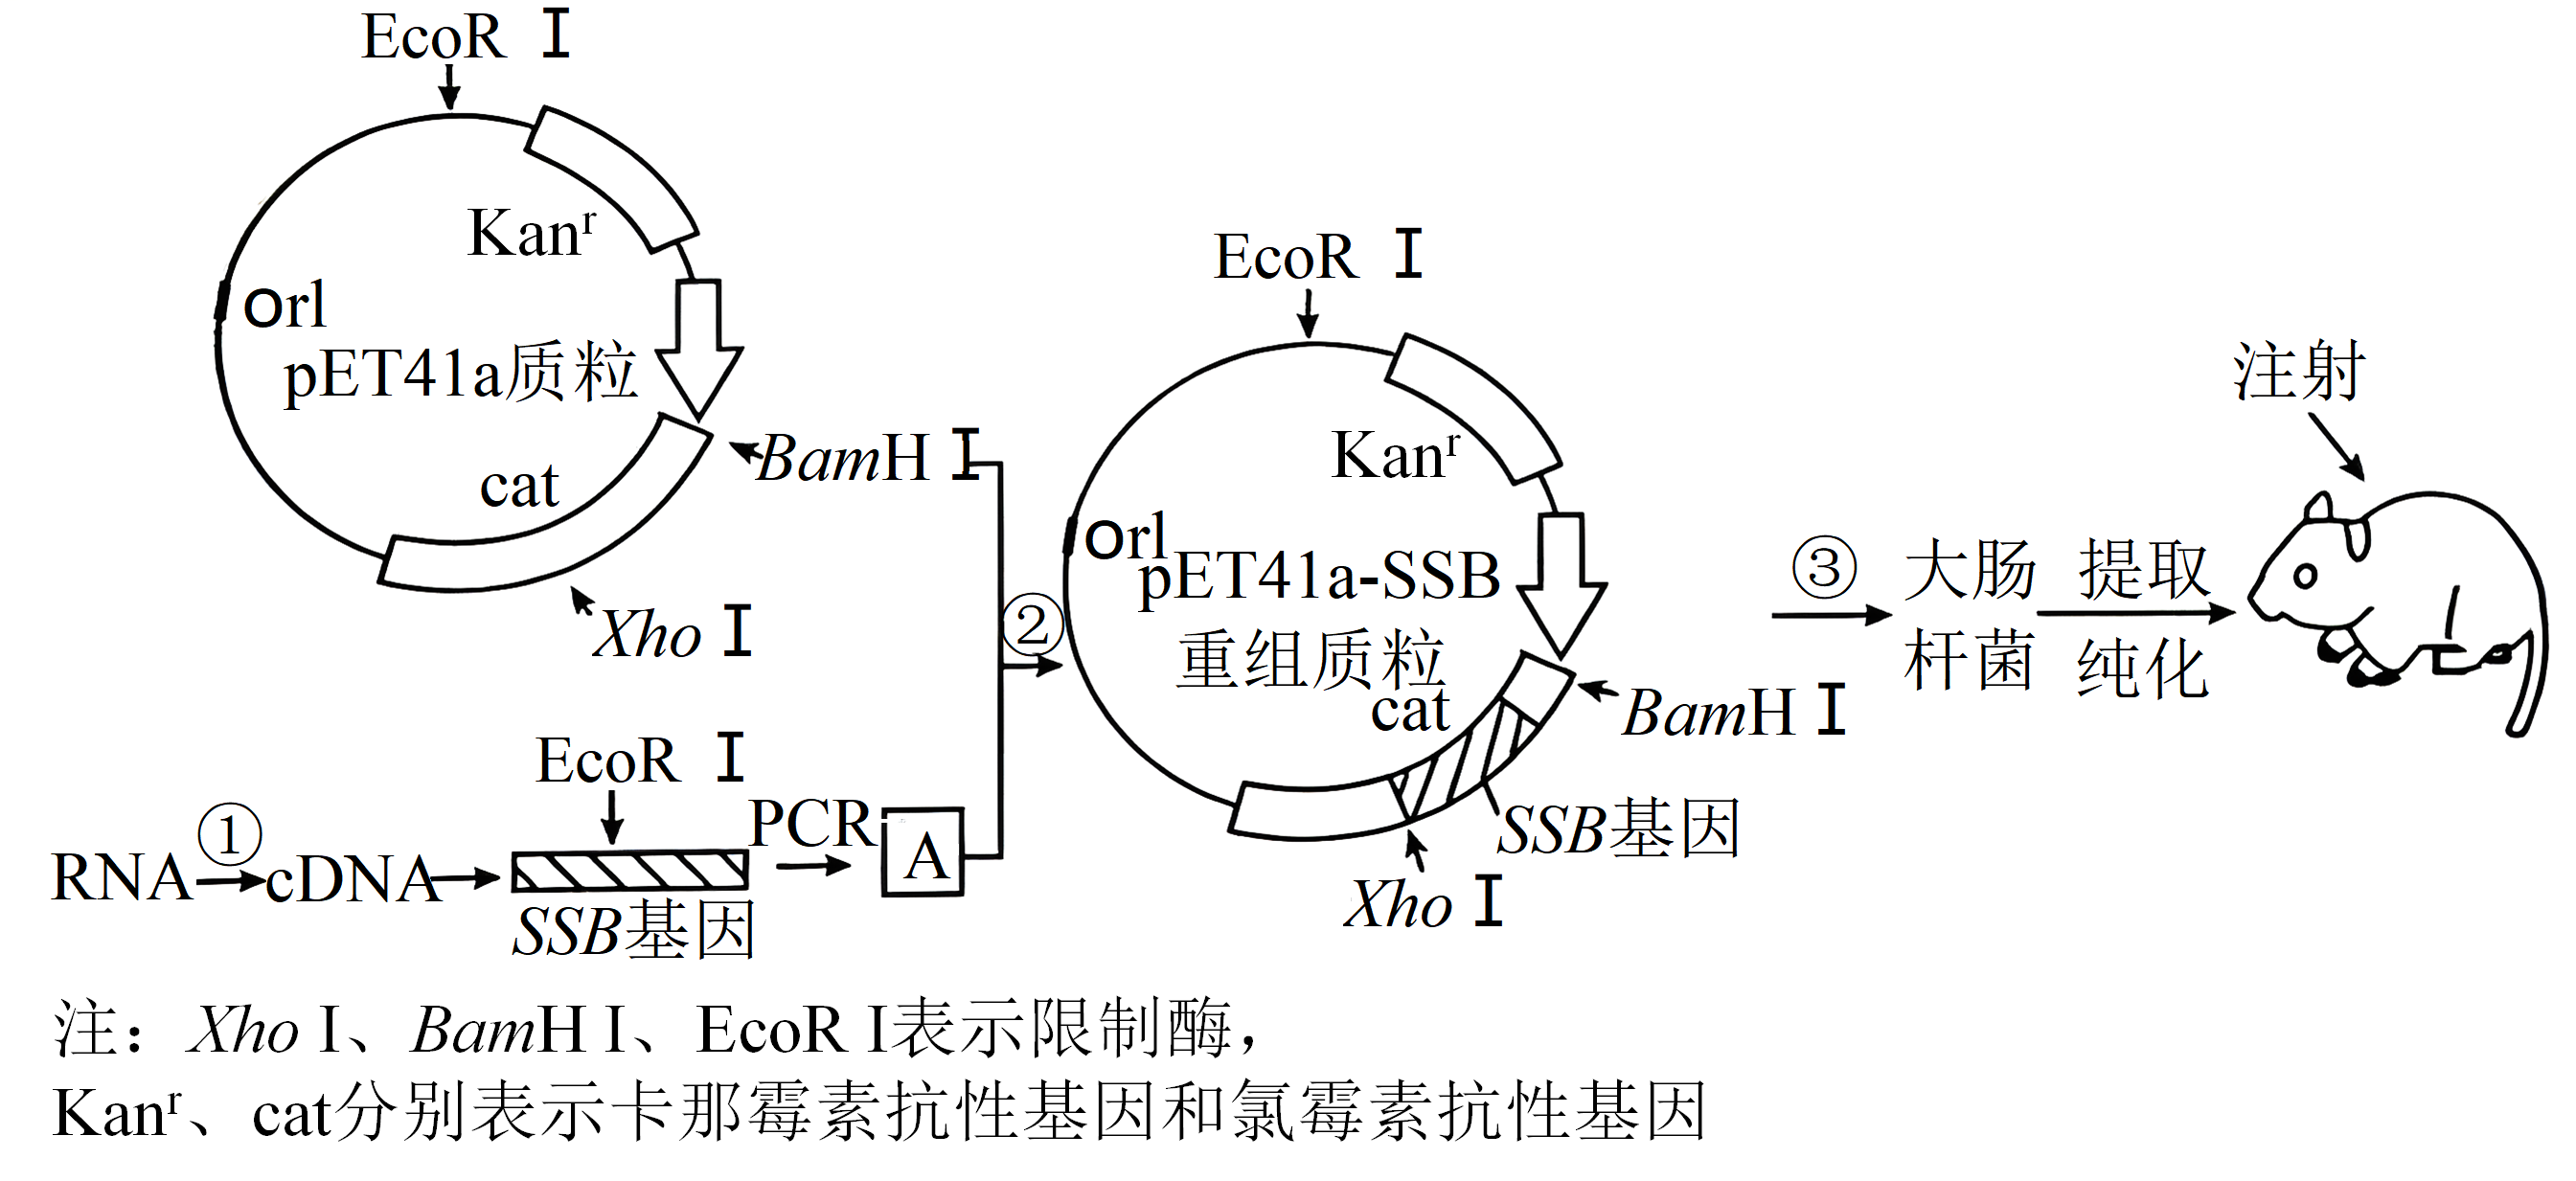 EcoR I
Kanʳ
orl
pET41a质粒
cat
BamH I
Xho I
EcoR I
RNA
①
cDNA
SSB基因
PCR
A
②
EcoR I
Kanʳ
orl
pET41a-SSB
重组质粒
cat
BamH I
SSB基因
Xho I
③
大肠
杆菌
提取
纯化
注射
注：Xho I、BamH I、EcoR I表示限制酶，
Kanʳ、cat分别表示卡那霉素抗性基因和氯霉素抗性基因